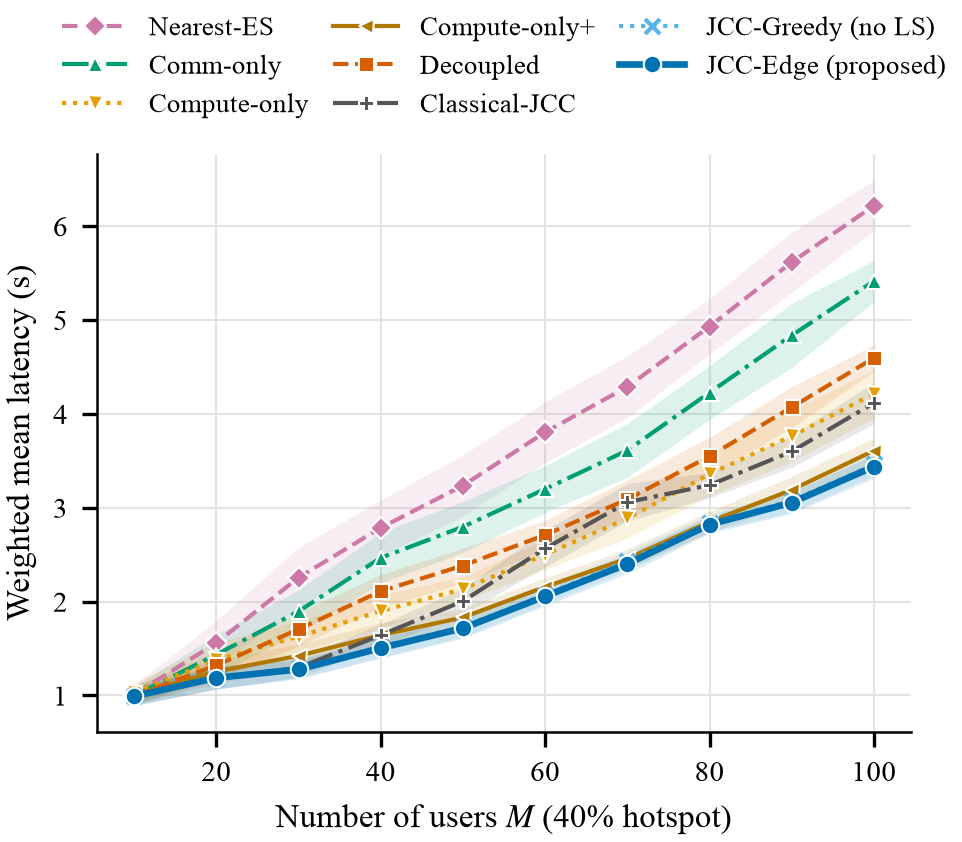 Nearest-ES
Comm-only
Compute-only
Compute-only+
Decoupled
Classical-JCC
JCC-Greedy (no LS)
JCC-Edge (proposed)
Weighted mean latency (s)
6
5
4
3
2
1
20 40 60 80 100
Number of users M (40% hotspot)